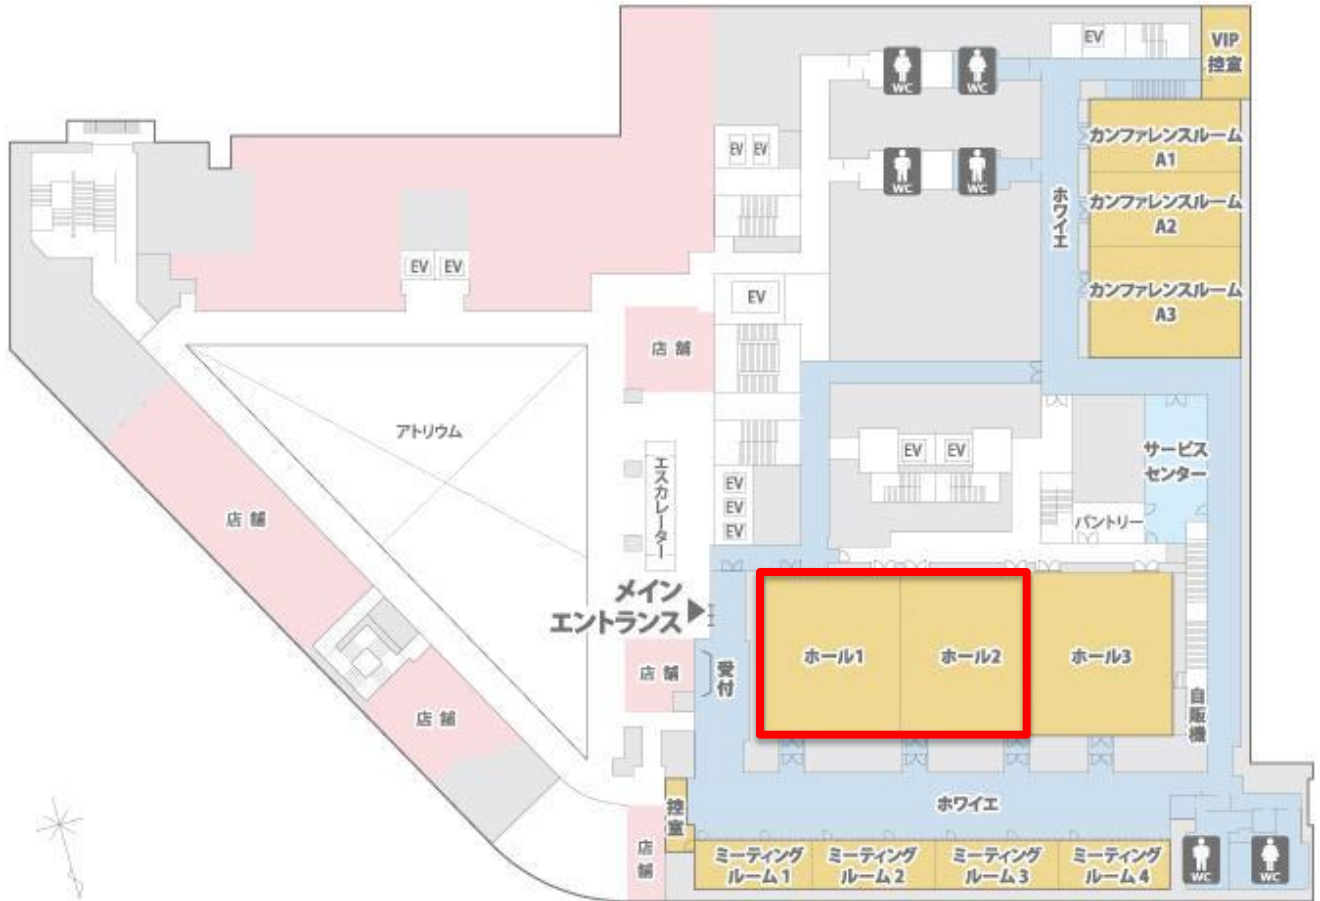 EV
VIP
控室
WC
WC
カンファレンスルーム
A1
EV
EV
WC
WC
カンファレンスルーム
A2
ホワイエ
EV
EV
カンファレンスルーム
A3
EV
店舗
アトリウム
EV
EV
サービス
センター
エスカレーター
EV
EV
EV
店舗
パントリー
メイン
エントランス
ホール1
ホール2
ホール3
受付
店舗
店舗
自販機
ホワイエ
控室
店舗
ミーティング
ルーム1
ミーティング
ルーム2
ミーティング
ルーム3
ミーティング
ルーム4
WC
WC